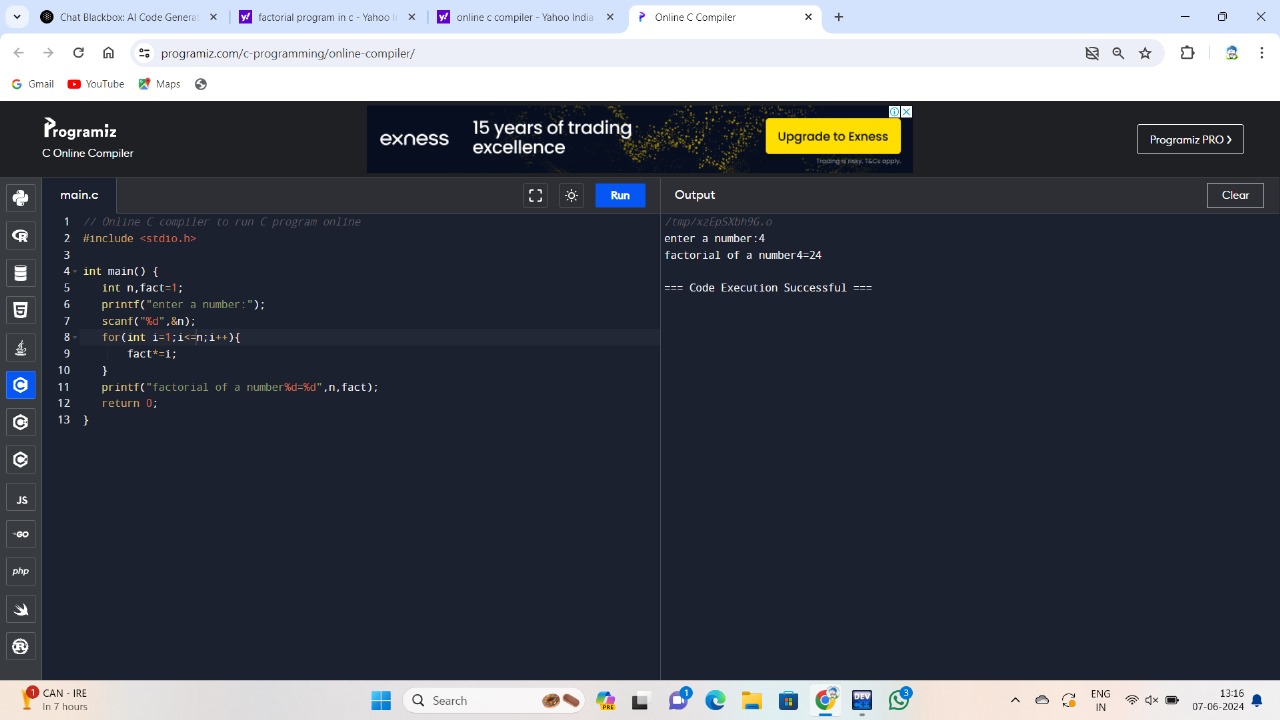 Chat Blackbox: AI Code Genera
factorial program in c - Yahoo I
online c compiler - Yahoo India
Online C Compiler
programiz.com/c-programming/online-compiler/
Gmail
YouTube
Maps
Programiz
C Online Compiler
exness
15 years of trading
excellence
Upgrade to Exness
Trading is risky. T&Cs apply.
Programiz PRO
main.c
Run
Output
Clear
1 // Online C compiler to run C program online
2 #include <stdio.h>
3
4 int main() {
5 int n,fact=1;
6 printf("enter a number:");
7 scanf("%d",&n);
8 for(int i=1;i<=n;i++){
9 fact*=i;
10 }
11 printf("factorial of a number%d=%d",n,fact);
12 return 0;
13 }
/tmp/xzEpSXbh9G.o
enter a number:4
factorial of a number4=24
=== Code Execution Successful ===
JS
GO
php
1
CAN - IRE
In 7 hours
Search
PRE
1
DEV
3
ENG
IN
13:16
07-06-2024